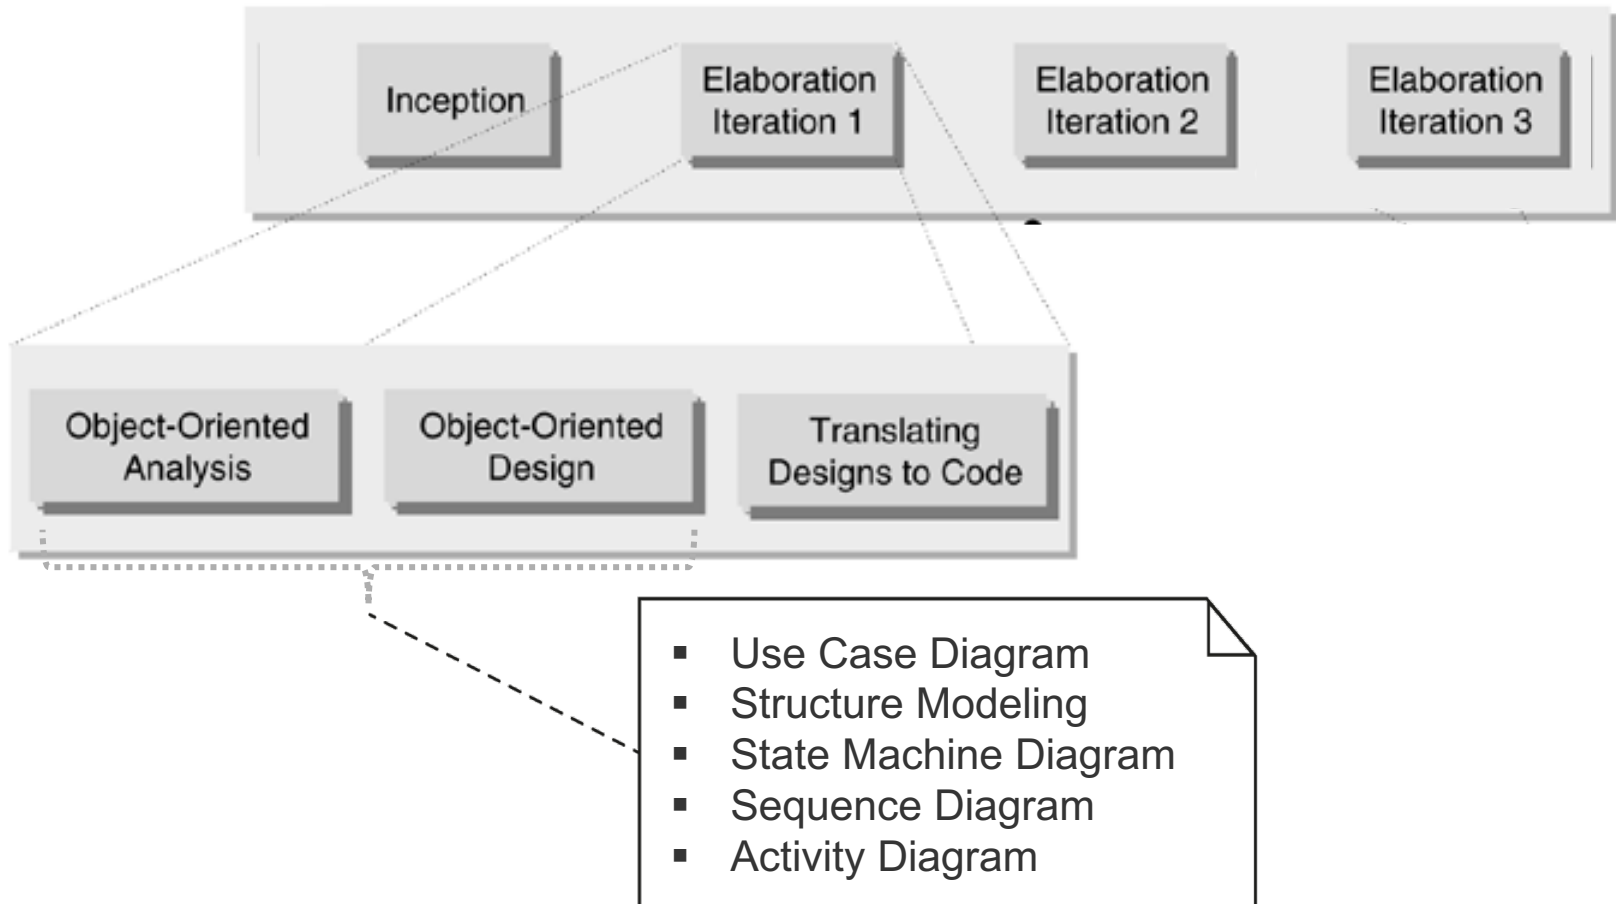 Inception
Elaboration
Iteration 1
Elaboration
Iteration 2
Elaboration
Iteration 3
Object-Oriented
Analysis
Object-Oriented
Design
Translating
Designs to Code
▪ Use Case Diagram
▪ Structure Modeling
▪ State Machine Diagram
▪ Sequence Diagram
▪ Activity Diagram